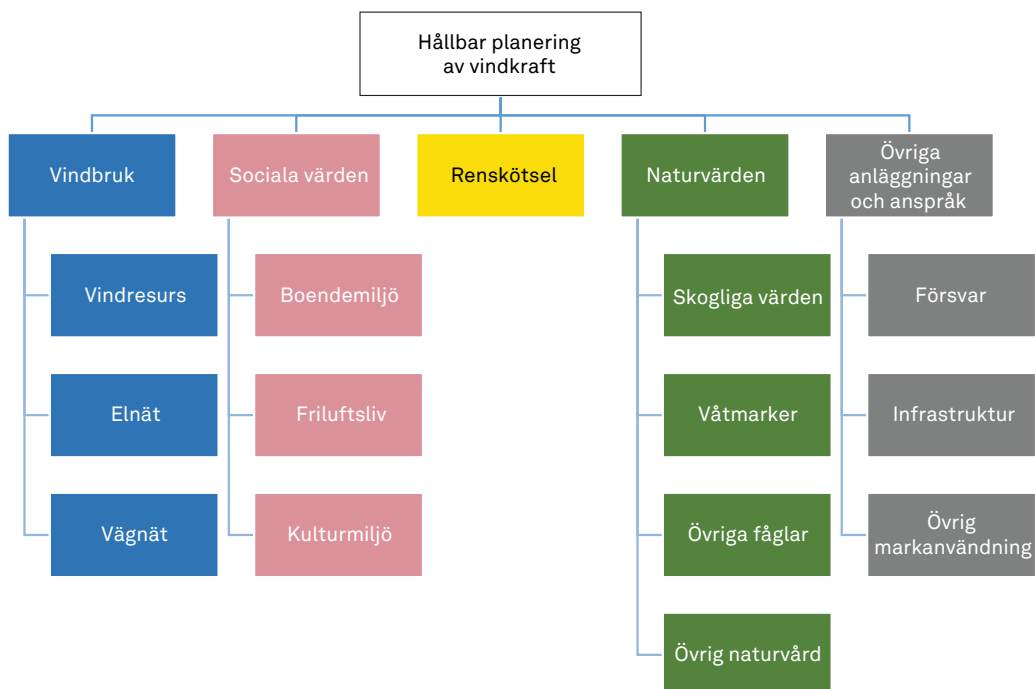 Hållbar planering
av vindkraft
Vindbruk
Sociala värden
Renskötsel
Naturvärden
Övriga
anläggningar
och anspråk
Vindresurs
Boendemiljö
Skogliga värden
Försvar
Elnät
Friluftsliv
Våtmarker
Infrastruktur
Vägnät
Kulturmiljö
Övriga fåglar
Övrig
markanvändning
Övrig naturvård